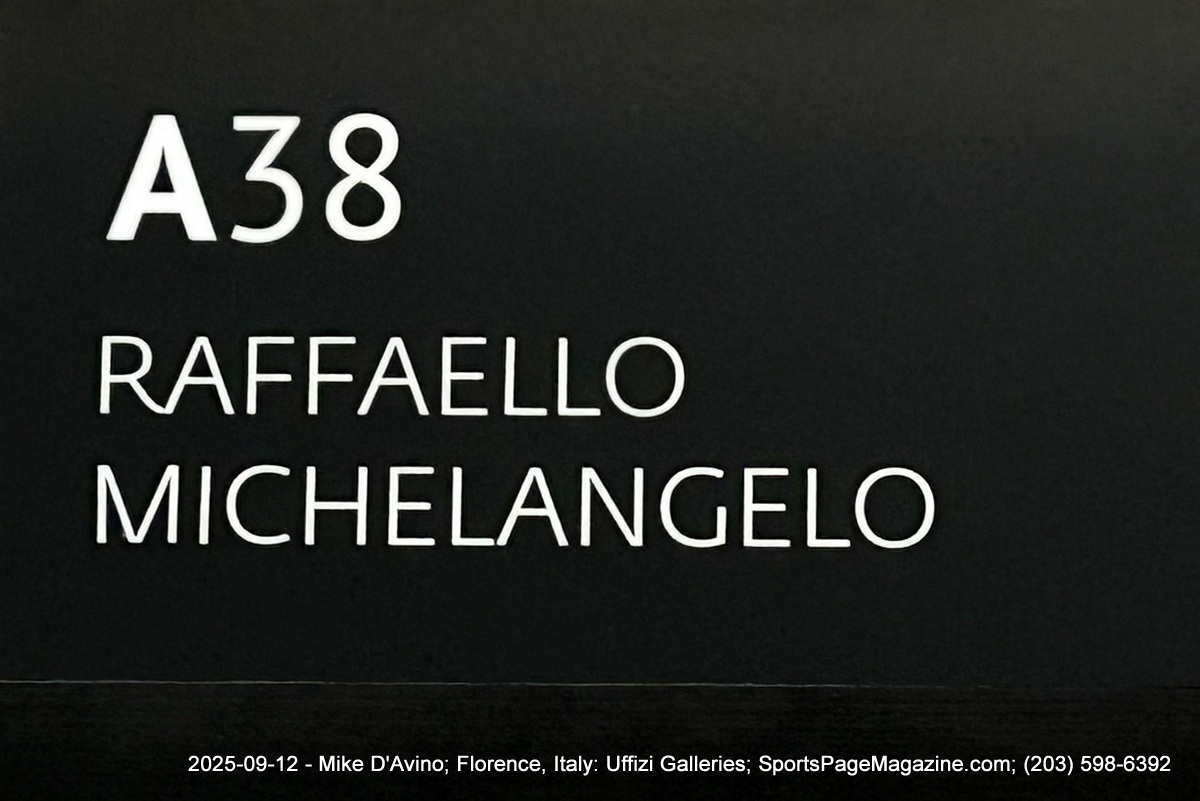 A38
RAFFAELLO
MICHELANGELO
2025-09-12 - Mike D'Avino; Florence, Italy: Uffizi Galleries; SportsPageMagazine.com; (203) 598-6392